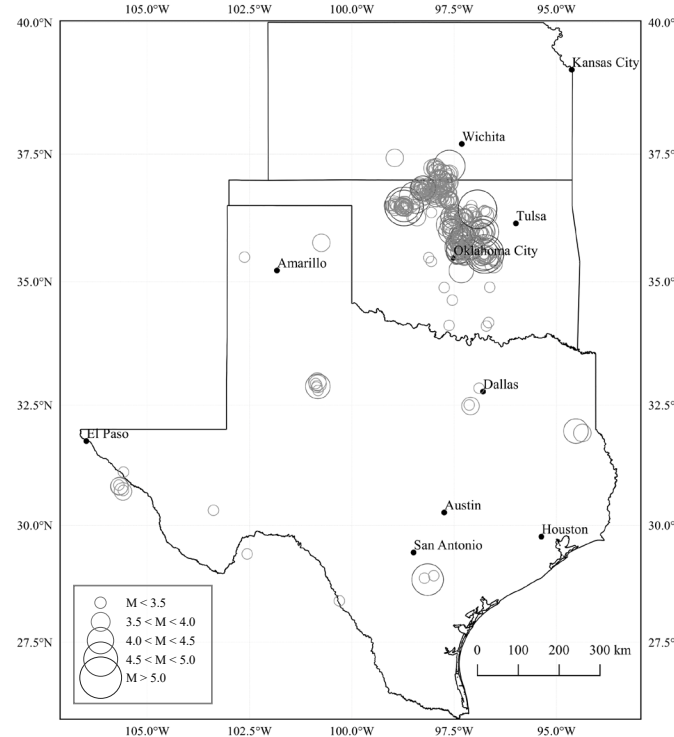 105.0°W 102.5°W 100.0°W 97.5°W 95.0°W
40.0°N 40.0°N
Kansas City
Wichita
37.5°N 37.5°N
Tulsa
Oklahoma City
35.0°N Amarillo 35.0°N
Dallas
32.5°N 32.5°N
El Paso
Austin
30.0°N 30.0°N
Houston
San Antonio
M < 3.5
3.5 < M < 4.0
4.0 < M < 4.5
27.5°N 27.5°N
4.5 < M < 5.0
0 100 200 300 km
M > 5.0
105.0°W 102.5°W 100.0°W 97.5°W 95.0°W